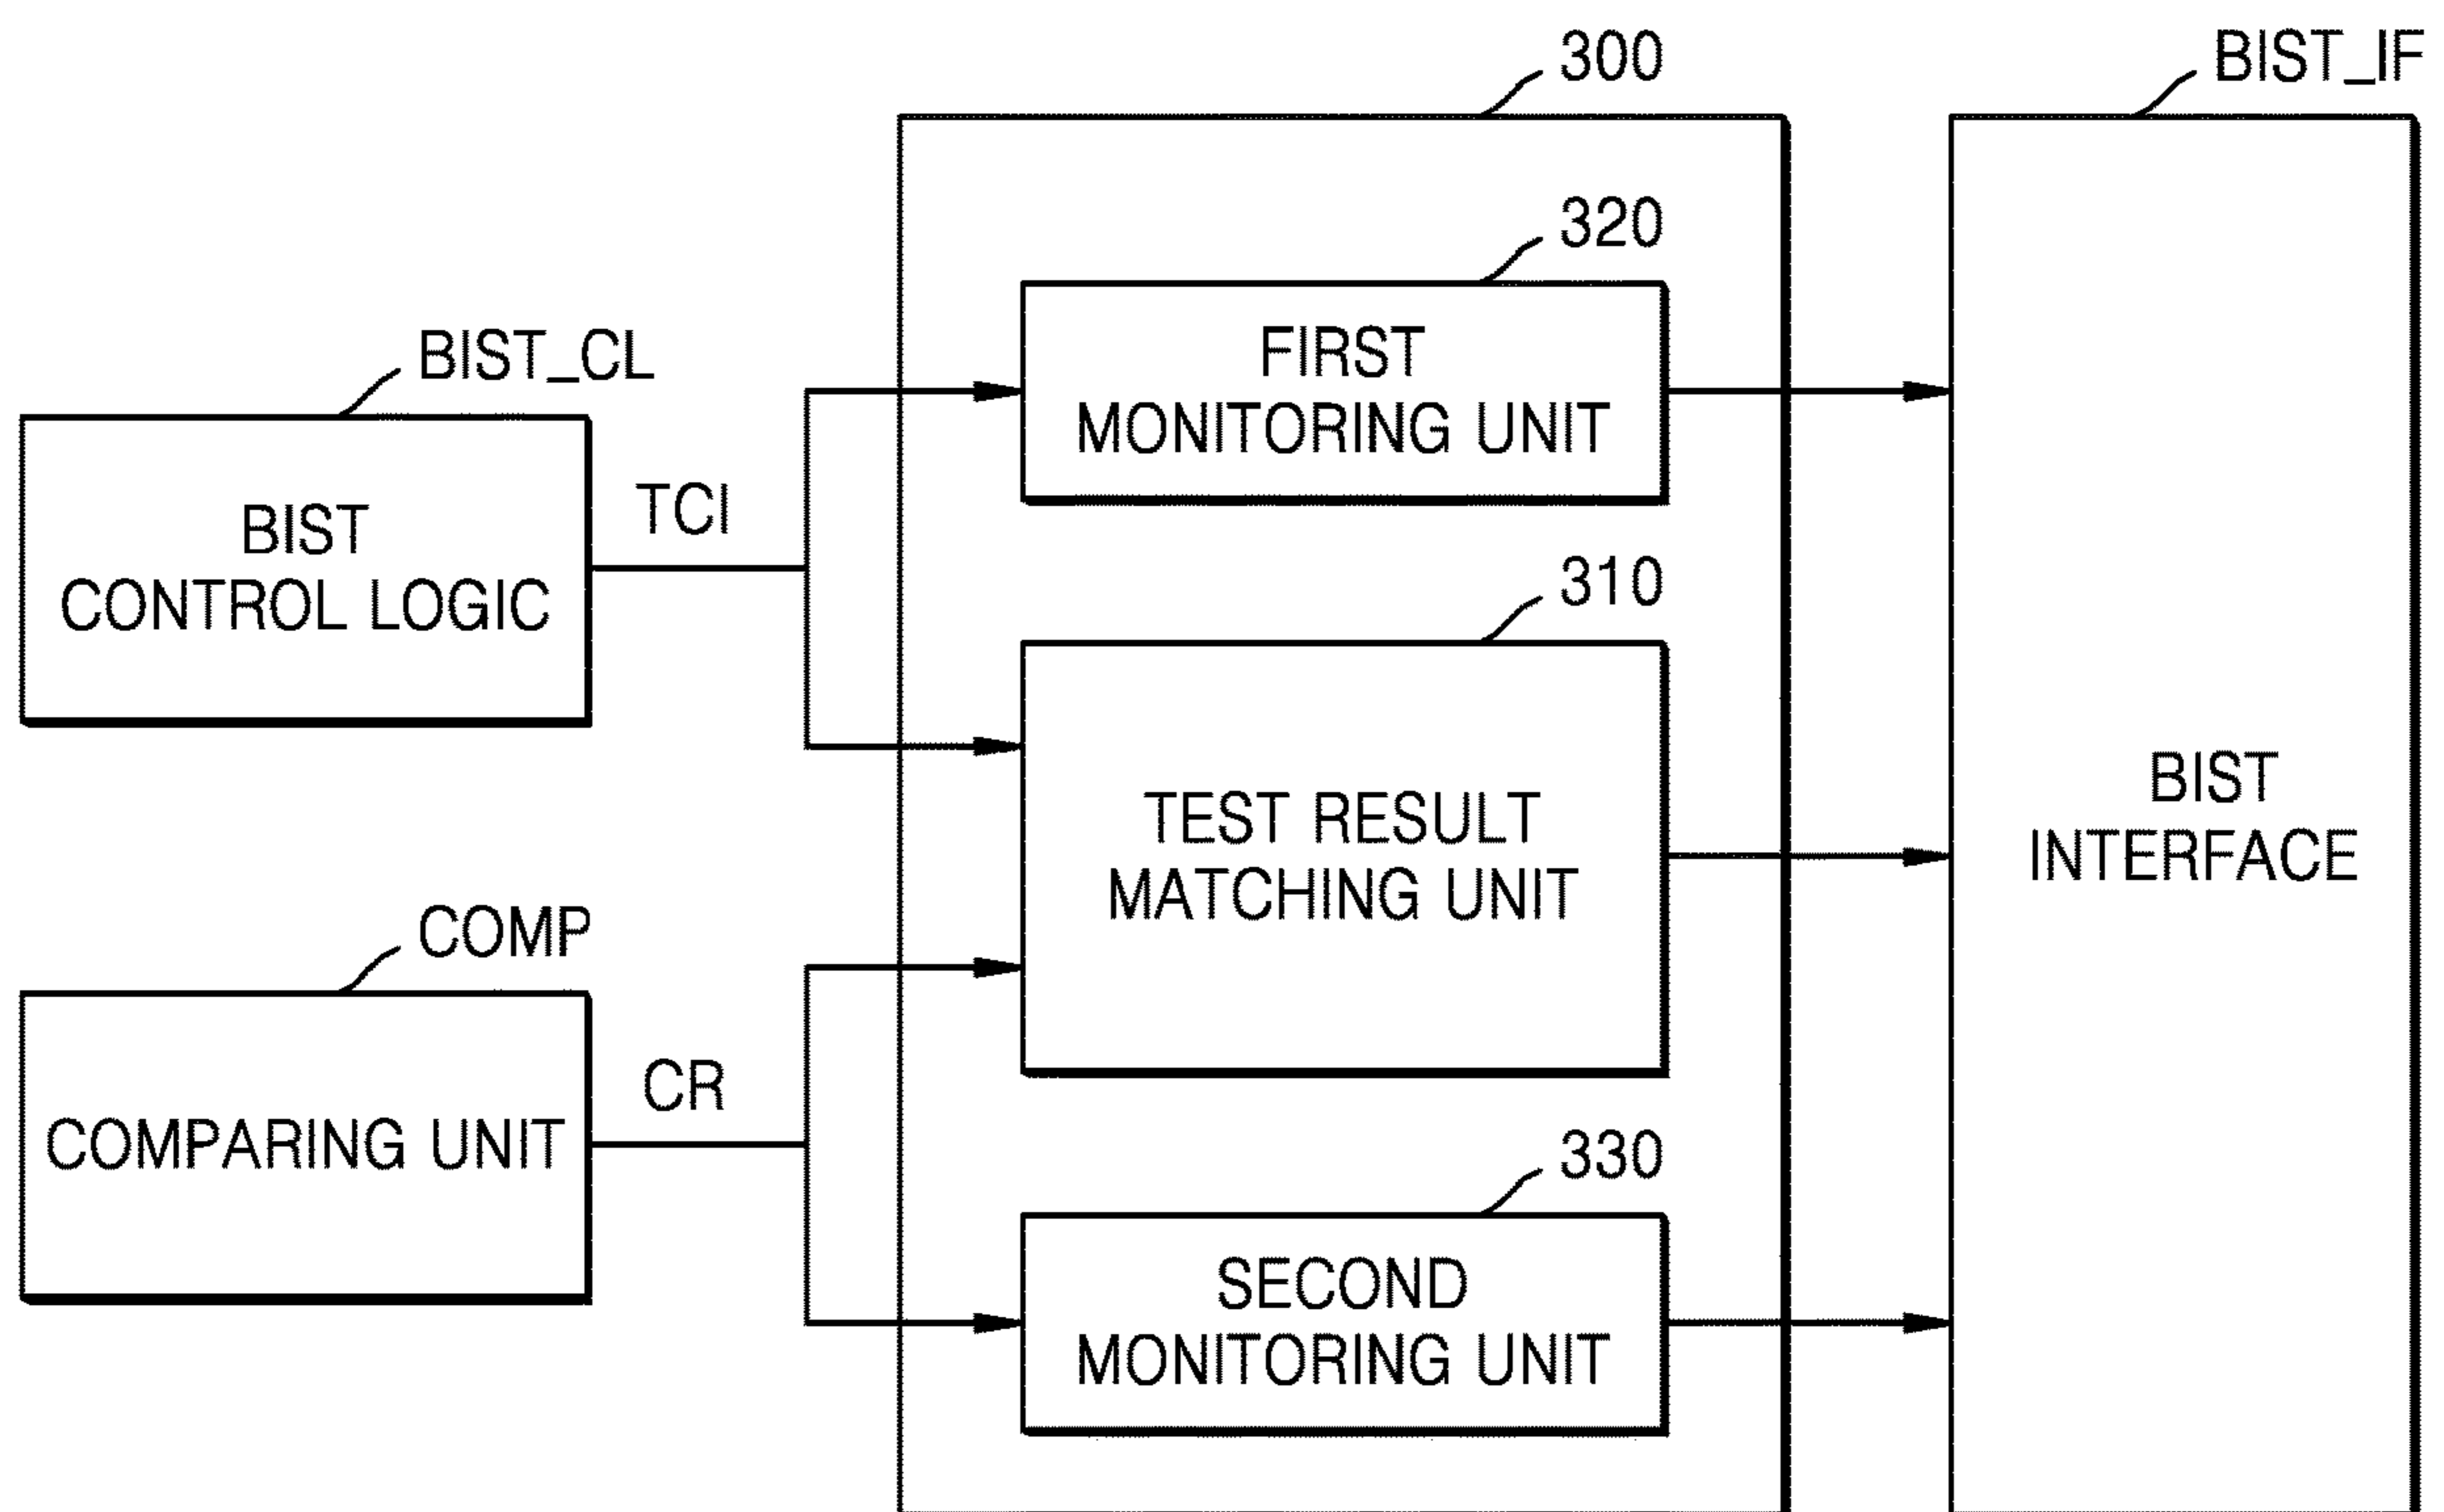 300
BIST_IF
320
FIRST
MONITORING UNIT
BIST_CL
BIST
CONTROL LOGIC
TCI
310
TEST RESULT
MATCHING UNIT
BIST
INTERFACE
COMP
COMPARING UNIT
CR
330
SECOND
MONITORING UNIT